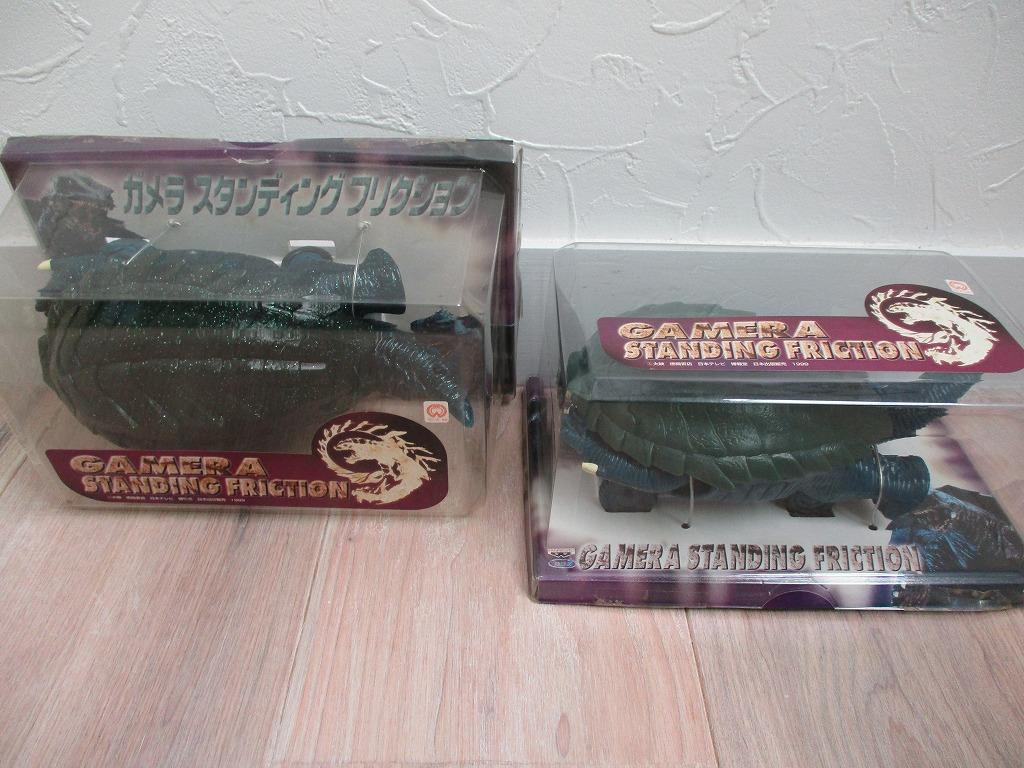 ガメラ スタンディング フリクション
GAMERA
STANDING FRICTION
GAMERA
STANDING FRICTION
GAMERA STANDING FRICTION